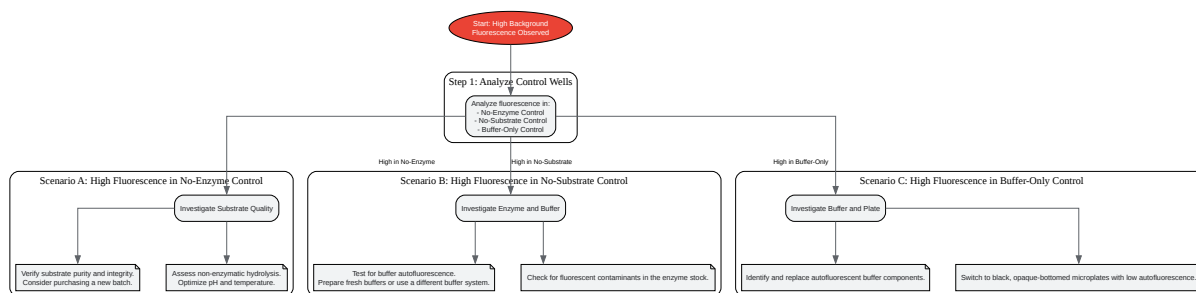 Start: High Background
Fluorescence Observed
Step 1: Analyze Control Wells
Analyze fluorescence in:
- No-Enzyme Control
- No-Substrate Control
- Buffer-Only Control
High in No-Enzyme
High in No-Substrate
High in Buffer-Only
Scenario A: High Fluorescence in No-Enzyme Control
Investigate Substrate Quality
Verify substrate purity and integrity.
Consider purchasing a new batch.
Assess non-enzymatic hydrolysis.
Optimize pH and temperature.
Scenario B: High Fluorescence in No-Substrate Control
Investigate Enzyme and Buffer
Test for buffer autofluorescence.
Prepare fresh buffers or use a different buffer system.
Check for fluorescent contaminants in the enzyme stock.
Scenario C: High Fluorescence in Buffer-Only Control
Investigate Buffer and Plate
Identify and replace autofluorescent buffer components.
Switch to black, opaque-bottomed microplates with low autofluorescence.